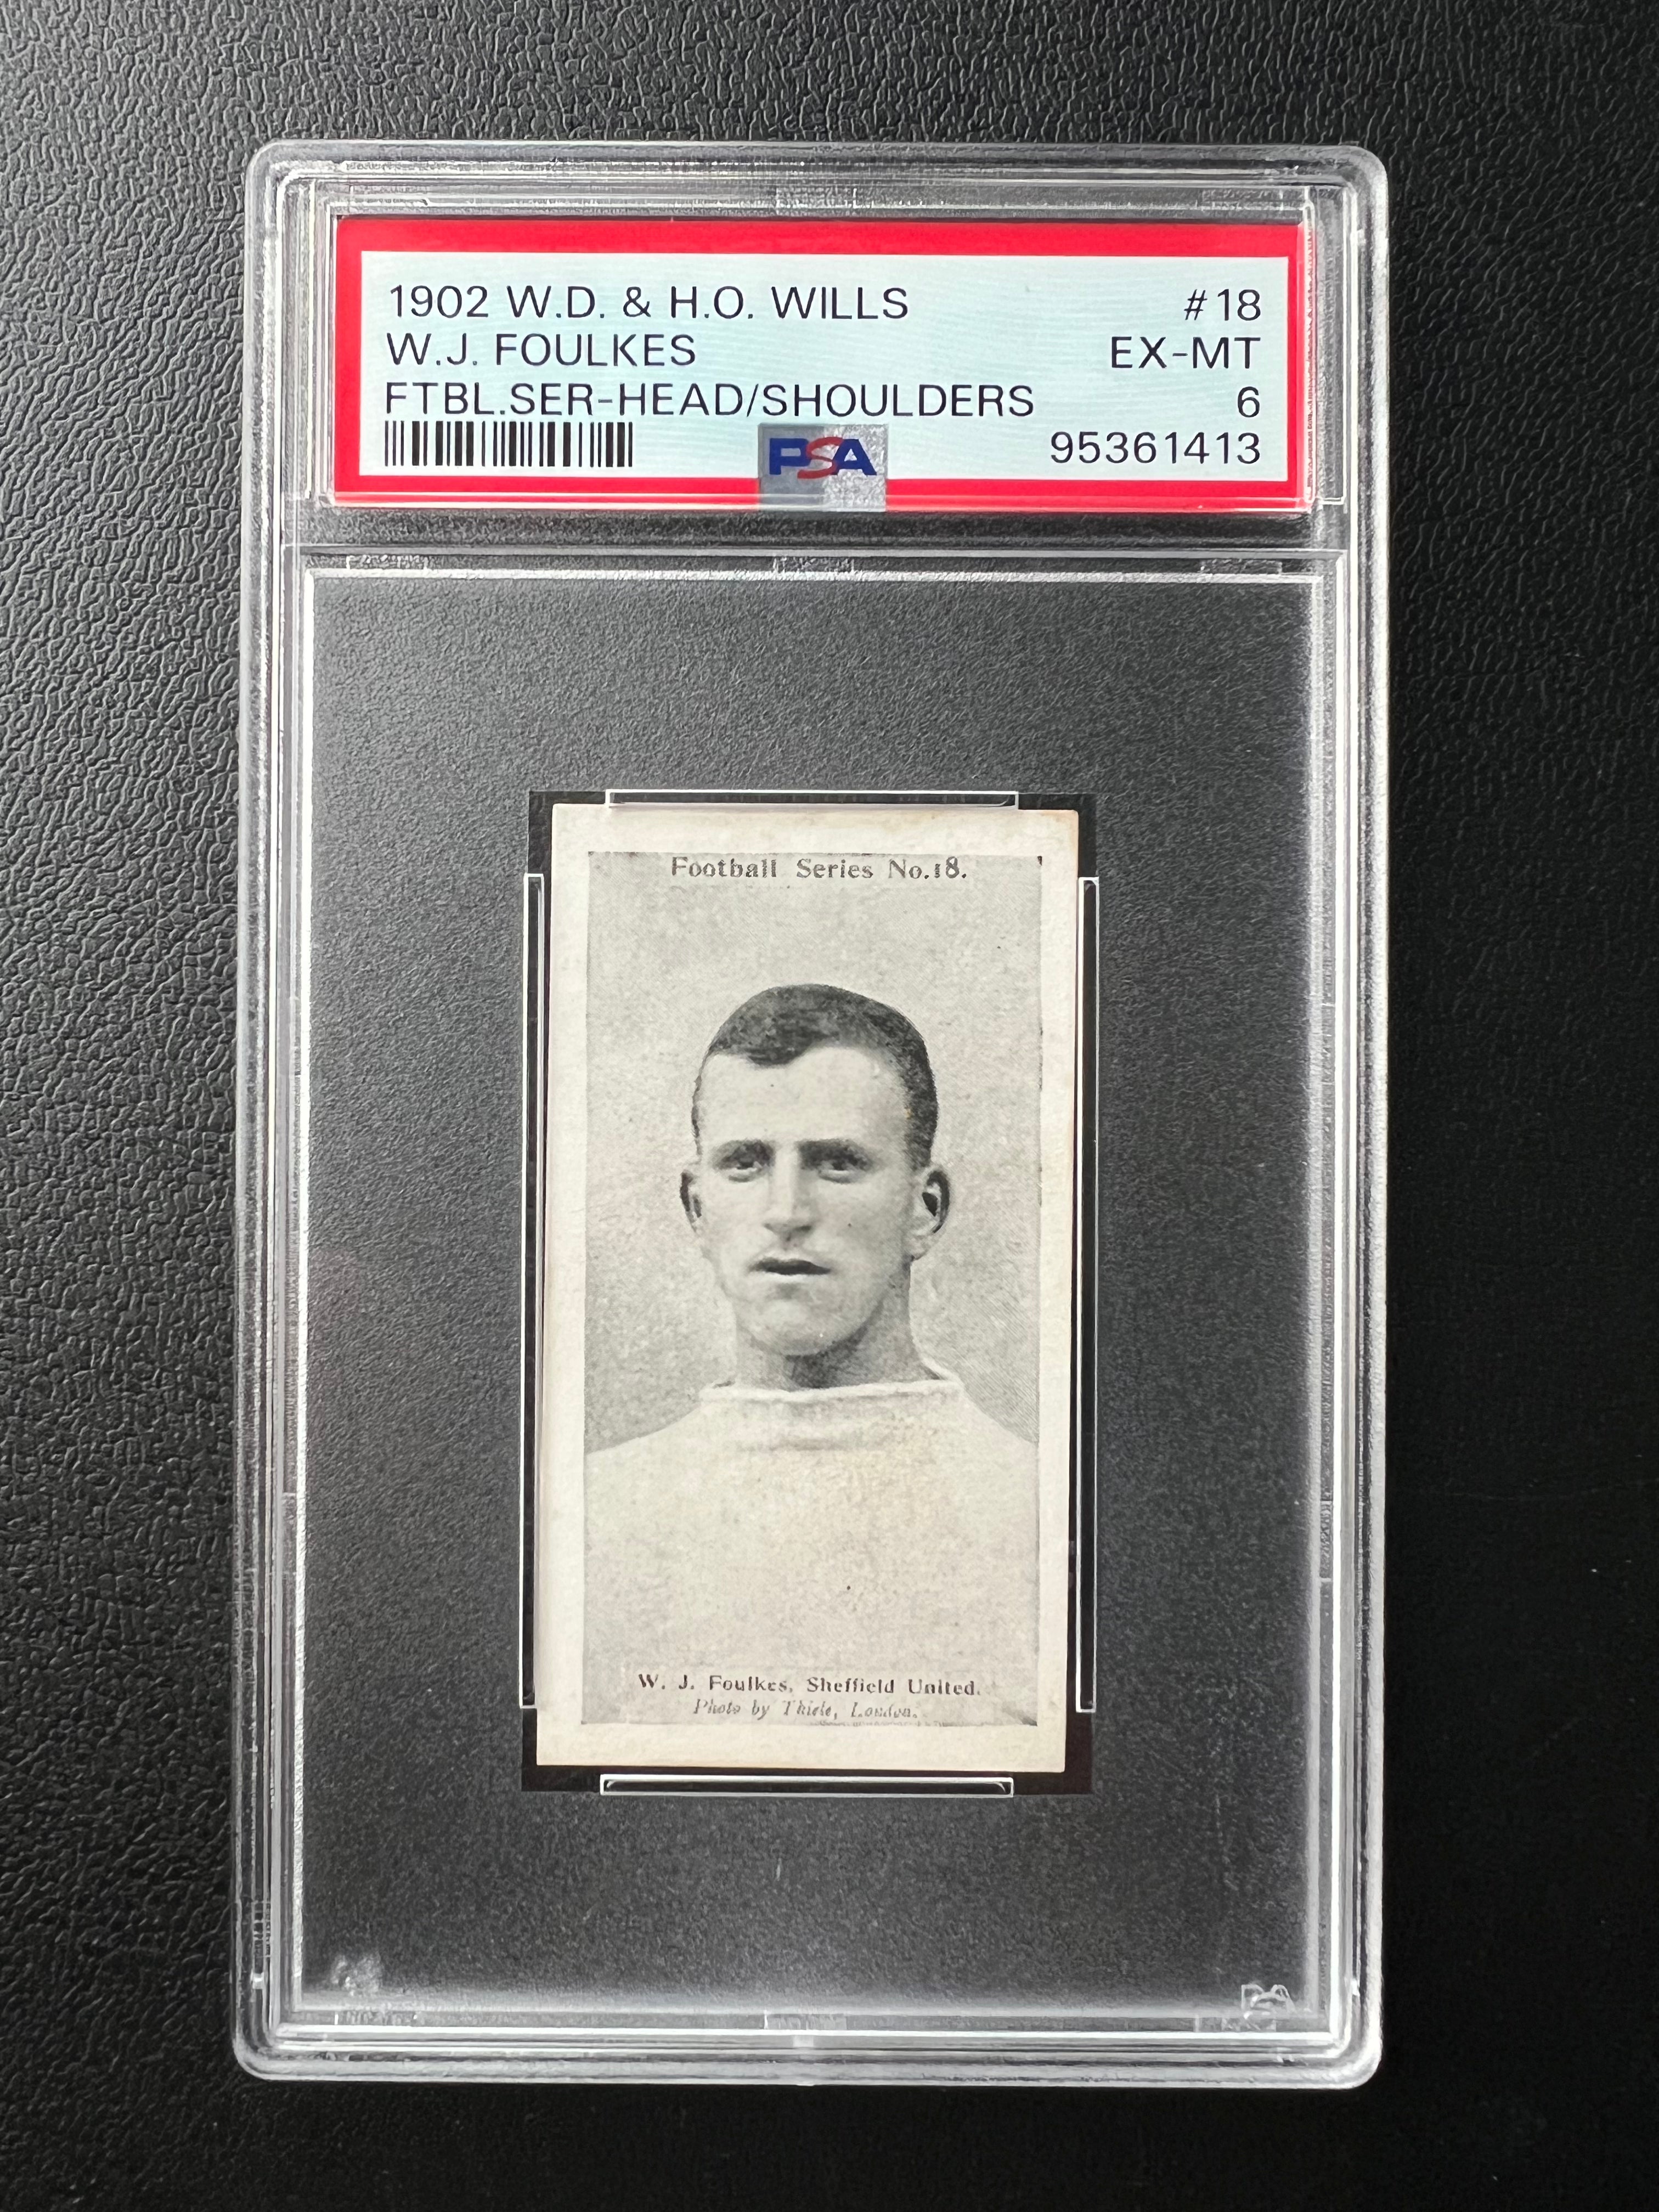 1902 W.D. & H.O. WILLS #18
W.J. FOULKES EX-MT
FTBL.SER-HEAD/SHOULDERS 6
PSA 95361413
Football Series No. 18.
W. J. Foulkes, Sheffield United.
Photo by Thiele, London.